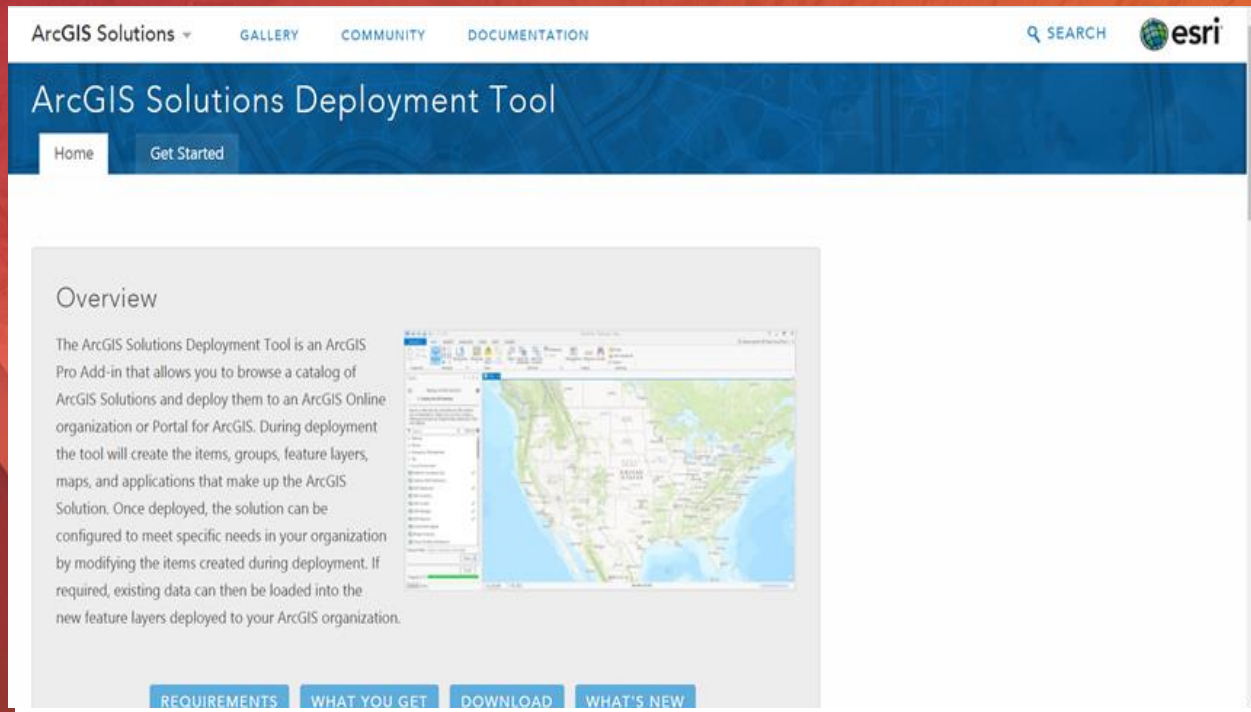 ArcGIS Solutions GALLERY COMMUNITY DOCUMENTATION SEARCH esri
ArcGIS Solutions Deployment Tool
Home Get Started
Overview
The ArcGIS Solutions Deployment Tool is an ArcGIS
Pro Add-in that allows you to browse a catalog of
ArcGIS Solutions and deploy them to an ArcGIS Online
organization or Portal for ArcGIS. During deployment
the tool will create the items, groups, feature layers,
maps, and applications that make up the ArcGIS
Solution. Once deployed, the solution can be
configured to meet specific needs in your organization
by modifying the items created during deployment. If
required, existing data can then be loaded into the
new feature layers deployed to your ArcGIS organization.
REQUIREMENTS WHAT YOU GET DOWNLOAD WHAT'S NEW